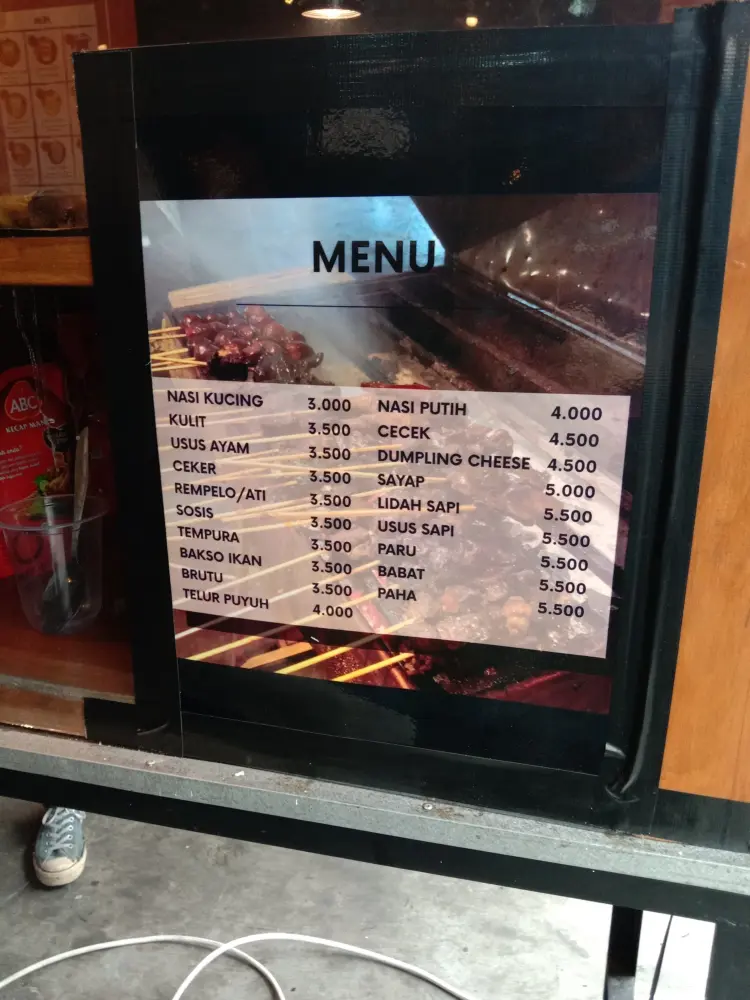 MENU
NASI KUCING 3.000
KULIT 3.500
USUS AYAM 3.500
CEKER 3.500
REMPELO/ATI 3.500
SOSIS 3.500
TEMPURA 3.500
BAKSO IKAN 3.500
BRUTU 3.500
TELUR PUYUH 4.000
NASI PUTIH 4.000
CECEK 4.500
DUMPLING CHEESE 4.500
SAYAP 5.000
LIDAH SAPI 5.500
USUS SAPI 5.500
PARU 5.500
BABAT 5.500
PAHA 5.500
ABC
KECAP